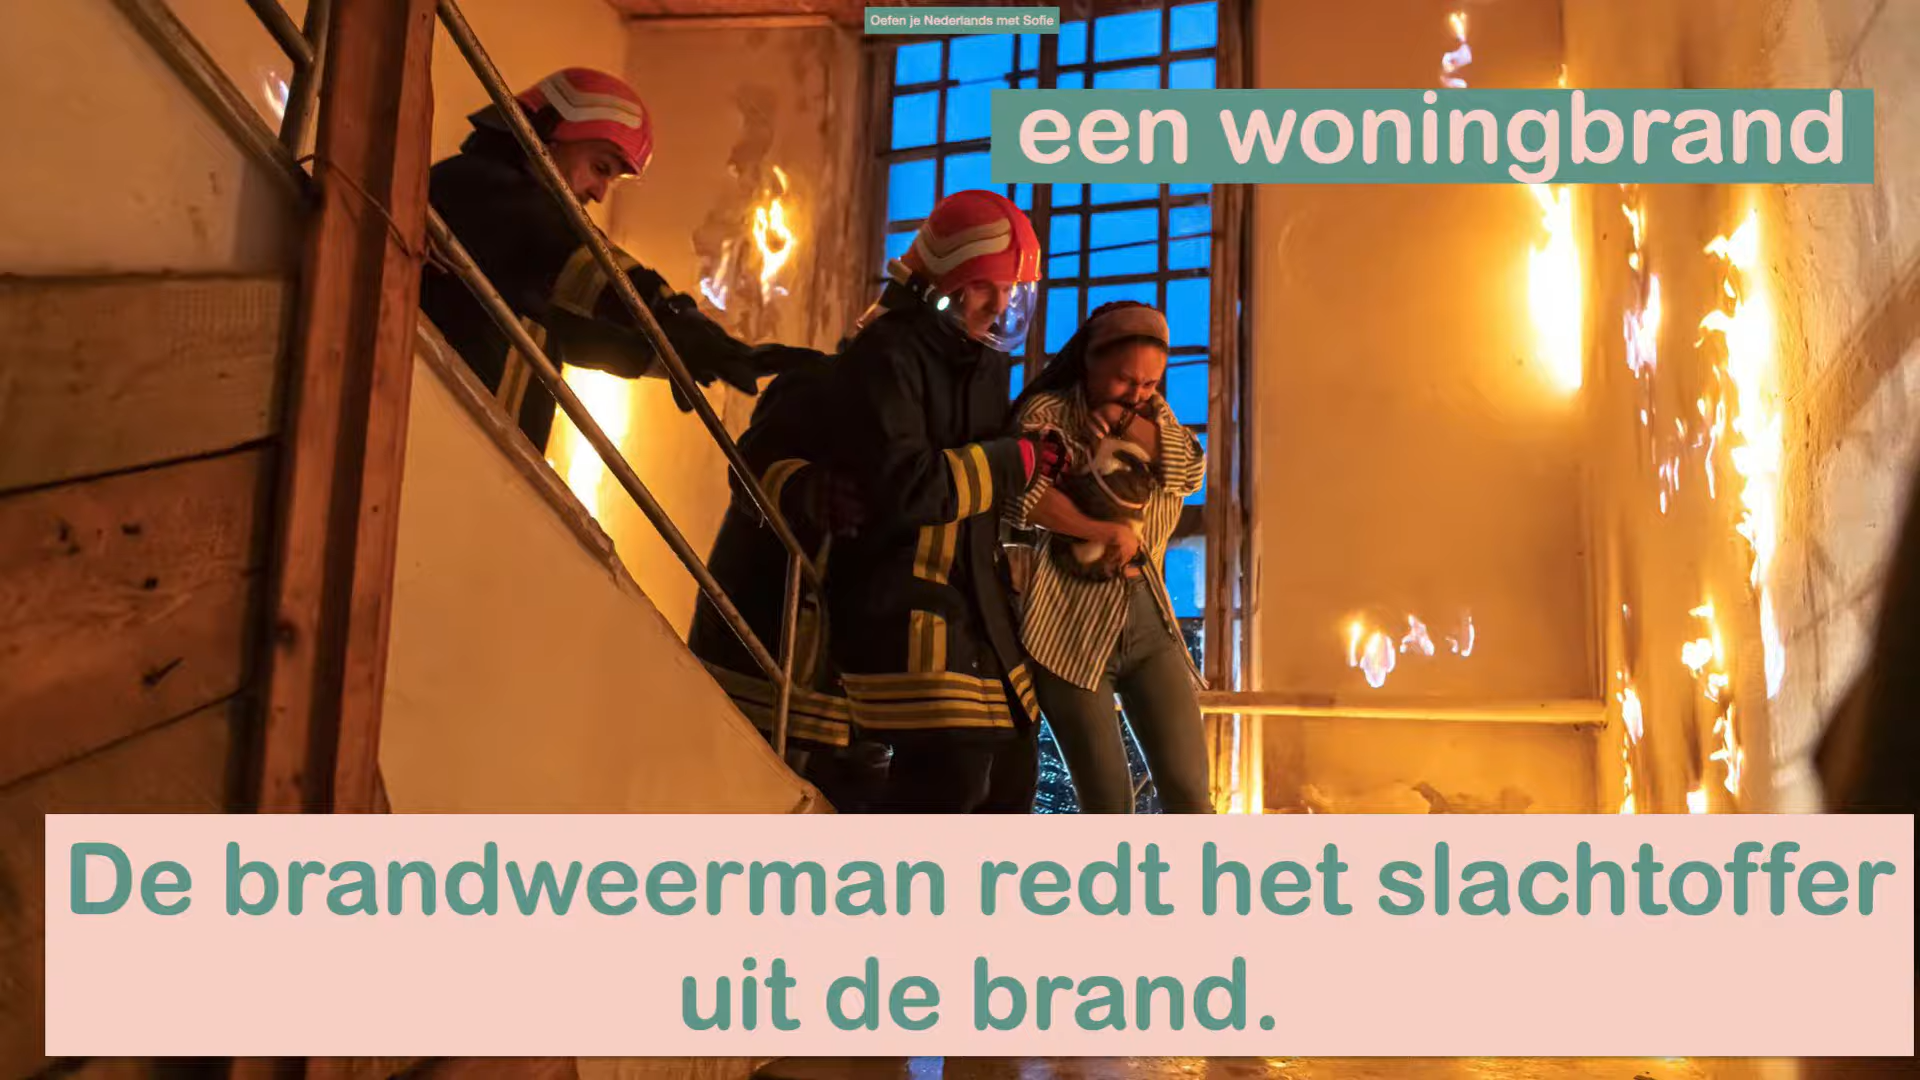 Oefen je Nederlands met Sofie
een woningbrand
De brandweerman redt het slachtoffer
uit de brand.